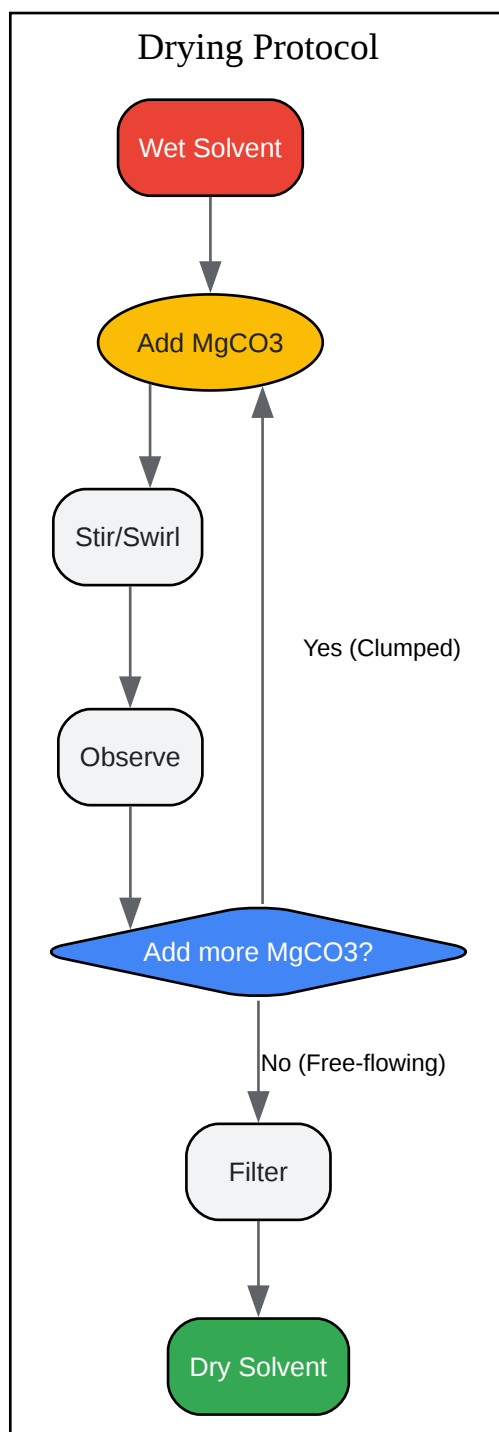 Drying Protocol
Wet Solvent
Add MgCO3
Stir/Swirl
Yes (Clumped)
Observe
Add more MgCO3?
No (Free-flowing)
Filter
Dry Solvent